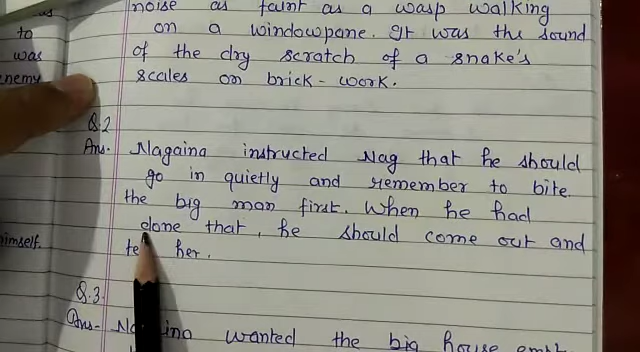 noise as faint as a wasp walking
to on a windowpane. It was the sound
was of the dry scratch of a snake's
enemy scales on brick-work.
Q.2
Ans. Nagaina instructed Nag that he should
go in quietly and remember to bite
the big man first. When he had
done that, he should come out and
himself. her.
Q.3
Ans- wanted the big house